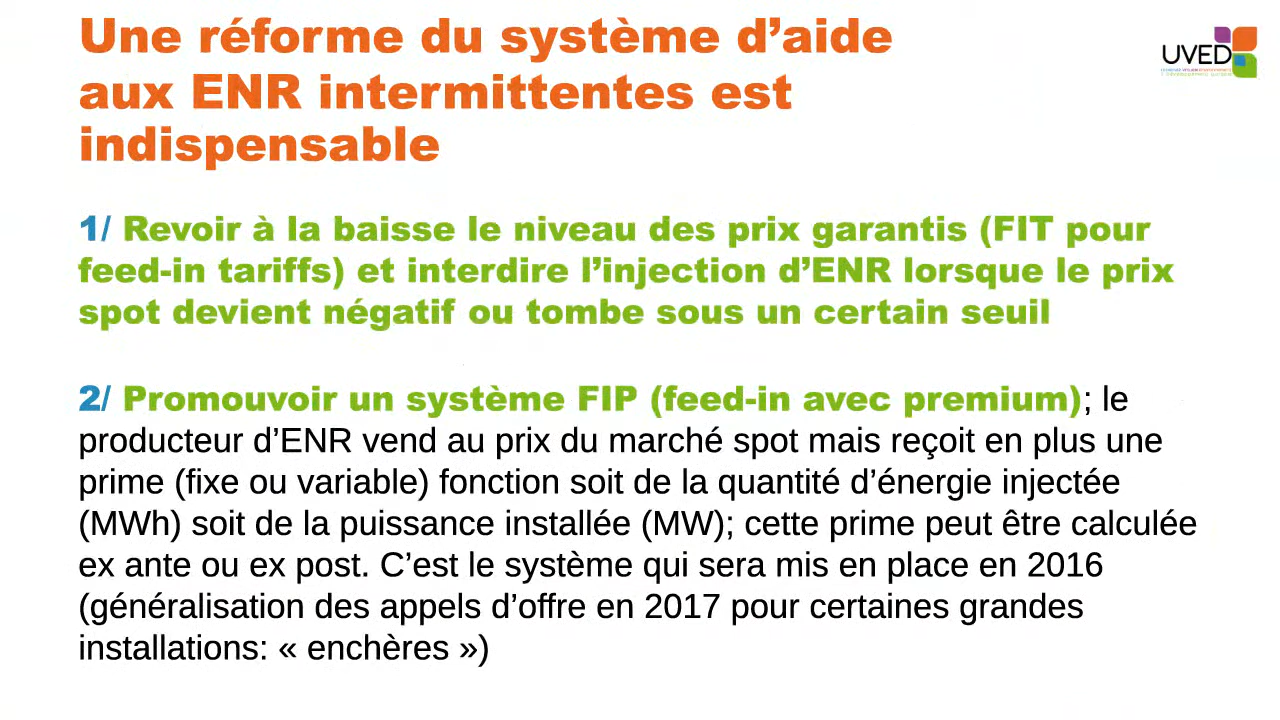 Une réforme du système d’aide
aux ENR intermittentes est
indispensable
UVED
1/ Revoir à la baisse le niveau des prix garantis (FIT pour
feed-in tariffs) et interdire l’injection d’ENR lorsque le prix
spot devient négatif ou tombe sous un certain seuil
2/ Promouvoir un système FIP (feed-in avec premium); le
producteur d’ENR vend au prix du marché spot mais reçoit en plus une
prime (fixe ou variable) fonction soit de la quantité d’énergie injectée
(MWh) soit de la puissance installée (MW); cette prime peut être calculée
ex ante ou ex post. C’est le système qui sera mis en place en 2016
(généralisation des appels d’offre en 2017 pour certaines grandes
installations: « enchères »)